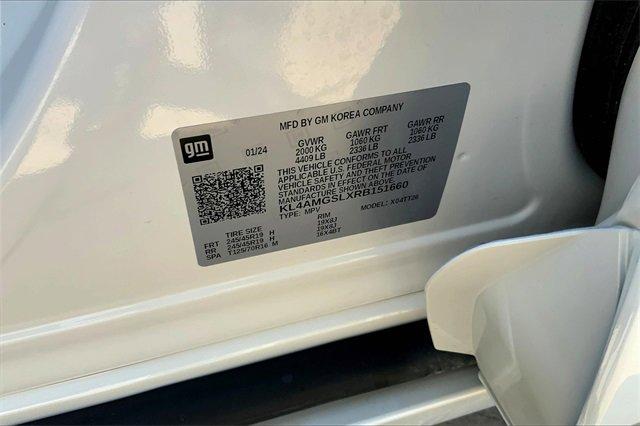 MFD BY GM KOREA COMPANY
gm
01/24
GVWR GAWR FRT GAWR RR
2000 KG 1060 KG 1060 KG
4409 LB 2336 LB 2336 LB
THIS VEHICLE CONFORMS TO ALL
APPLICABLE U.S. FEDERAL MOTOR
VEHICLE SAFETY AND THEFT PREVENTION
STANDARDS IN EFFECT ON THE DATE OF
MANUFACTURE SHOWN ABOVE.
KL4AMGSLXRB151660
TYPE: MPV MODEL: X04TT26
TIRE SIZE RIM
FRT 245/45R19 H 19X8J
RR 245/45R19 H 19X8J
SPA T125/70R16 M 16X4BT